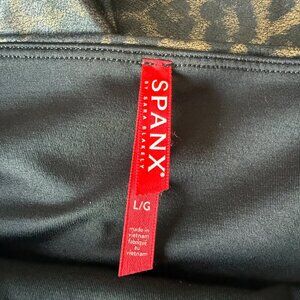 SPANX®
BY SARA BLAKELY
L/G
made in
vietnam
fabriqué au
vietnam